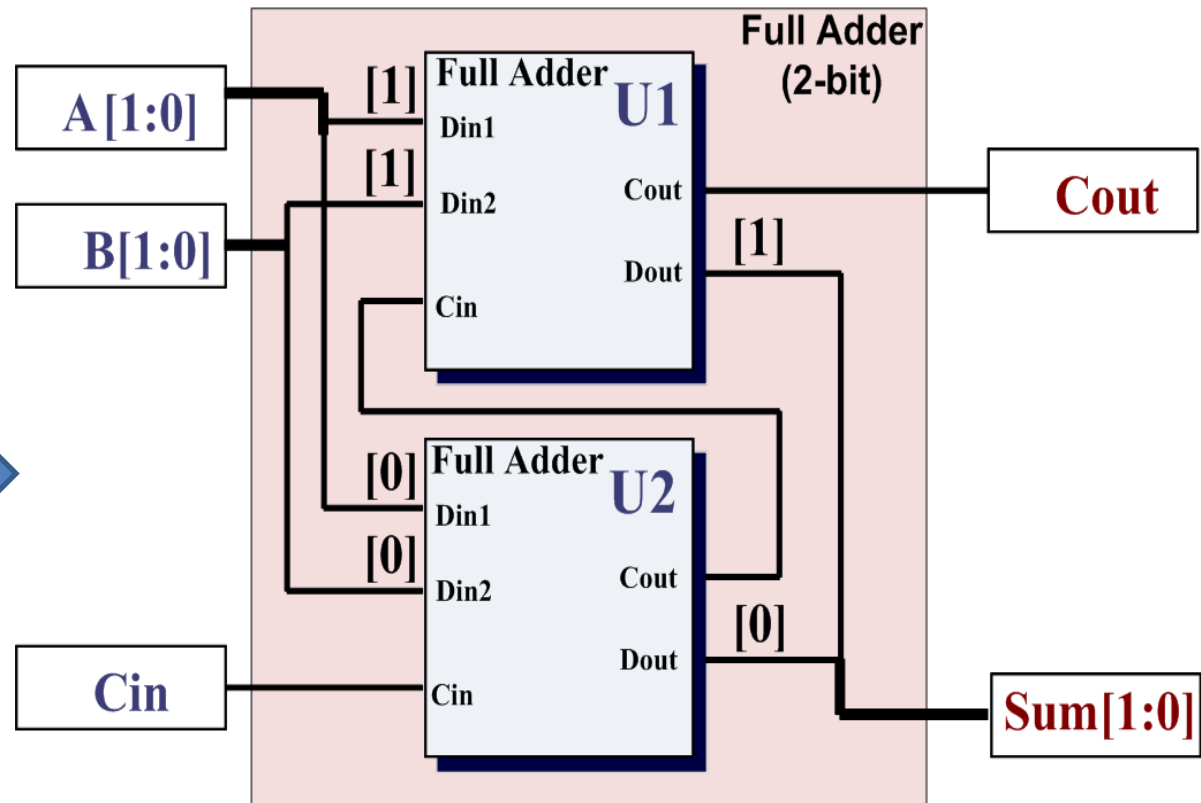 Full Adder
(2-bit)
A[1:0]
B[1:0]
Cin
Full Adder
U1
[1]
Din1
[1]
Din2
Cin
Cout
Dout
[1]
Full Adder
U2
[0]
Din1
[0]
Din2
Cin
Cout
Dout
[0]
Cout
Sum[1:0]